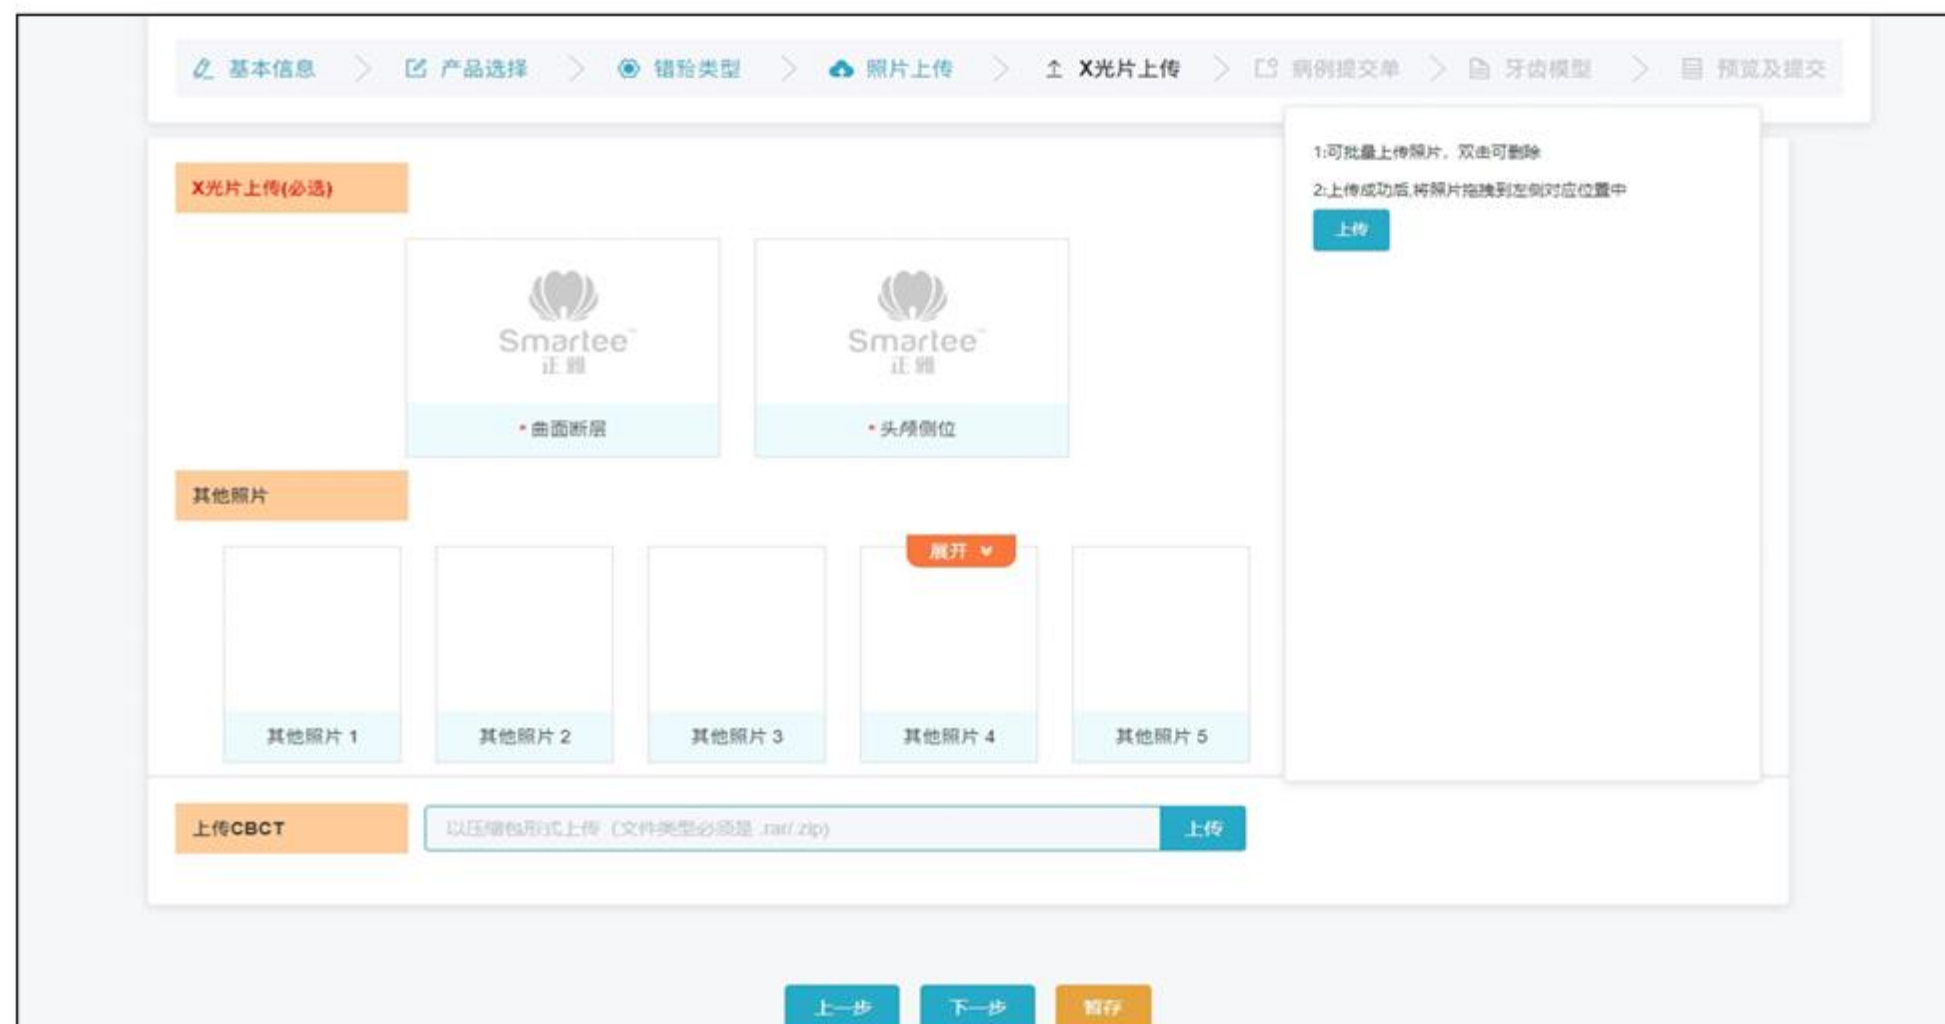 基本信息 产品选择 错𬌗类型 照片上传 X光片上传 病例提交单 牙齿模型 预览及提交
1:可批量上传照片，双击可删除
2:上传成功后,将照片拖拽到左侧对应位置中
上传
X光片上传(必选)
Smartee™ Smartee™
正雅 正雅
*曲面断层 *头颅侧位
其他照片
展开
其他照片 1 其他照片 2 其他照片 3 其他照片 4 其他照片 5
上传CBCT 以压缩包形式上传（文件类型必须是 .rar/.zip) 上传
上一步 下一步 暂存